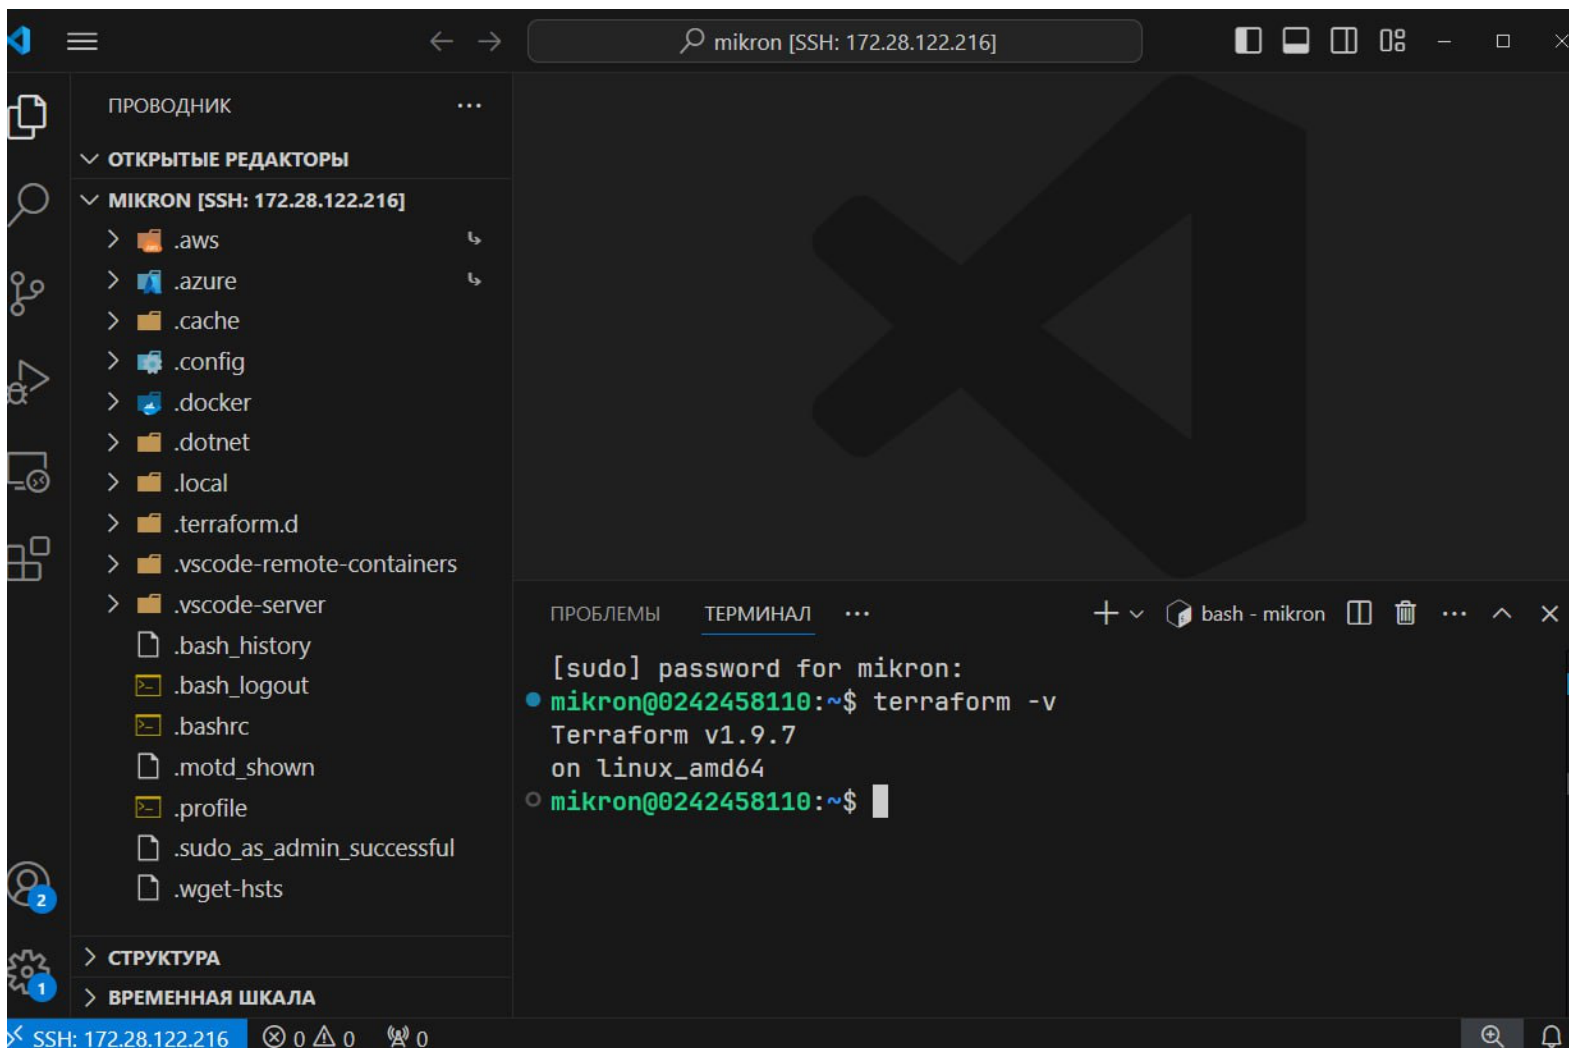 mikron [SSH: 172.28.122.216]
ПРОВОДНИК
ОТКРЫТЫЕ РЕДАКТОРЫ
MIKRON [SSH: 172.28.122.216]
.aws
.azure
.cache
.config
.docker
.dotnet
.local
.terraform.d
.vscode-remote-containers
.vscode-server
.bash_history
.bash_logout
.bashrc
.motd_shown
.profile
.sudo_as_admin_successful
.wget-hsts
СТРУКТУРА
ВРЕМЕННАЯ ШКАЛА
2
1
ПРОБЛЕМЫ ТЕРМИНАЛ ... bash - mikron
[sudo] password for mikron:
mikron@0242458110:~$ terraform -v
Terraform v1.9.7
on linux_amd64
mikron@0242458110:~$
SSH: 172.28.122.216 0 0 0